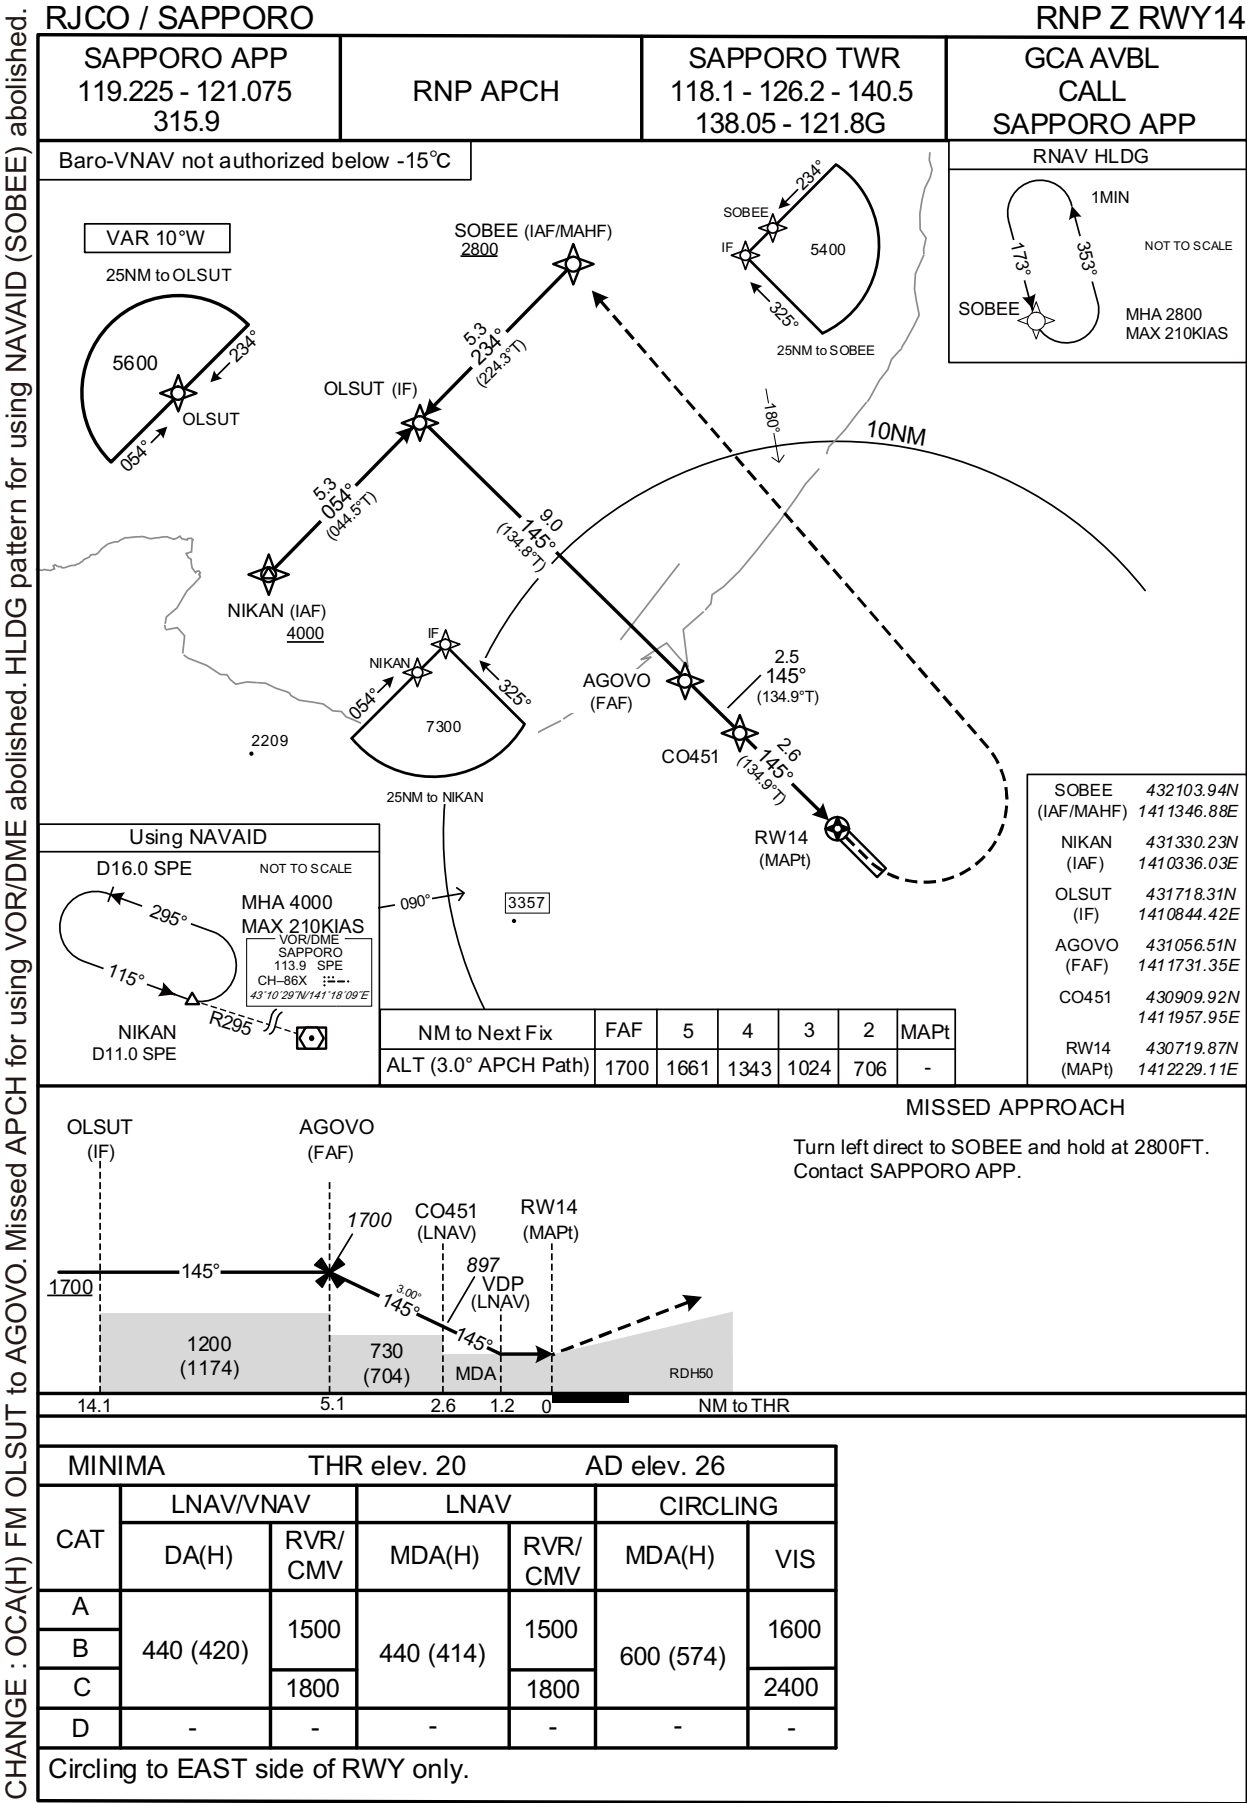 RJCO / SAPPORO
RNP Z RWY14
SAPPORO APP
119.225 - 121.075
315.9
RNP APCH
SAPPORO TWR
118.1 - 126.2 - 140.5
138.05 - 121.8G
GCA AVBL
CALL
SAPPORO APP
Baro-VNAV not authorized below -15°C
VAR 10°W
25NM to OLSUT
5600
234°
OLSUT
054°
SOBEE (IAF/MAHF)
2800
5.3
234°
(224.3°T)
OLSUT (IF)
5.3
054°
(044.5°T)
NIKAN (IAF)
4000
234°
SOBEE
IF
5400
325°
25NM to SOBEE
RNAV HLDG
1MIN
173°
353°
NOT TO SCALE
SOBEE
MHA 2800
MAX 210KIAS
180°
10NM
9.0
145°
(134.8°T)
IF
NIKAN
054°
325°
7300
25NM to NIKAN
2209
AGOVO
(FAF)
2.5
145°
(134.9°T)
CO451
2.6
145°
(134.9°T)
RW14
(MAPt)
SOBEE 432103.94N
(IAF/MAHF) 1411346.88E
NIKAN 431330.23N
(IAF) 1410336.03E
OLSUT 431718.31N
(IF) 1410844.42E
AGOVO 431056.51N
(FAF) 1411731.35E
CO451 430909.92N
1411957.95E
RW14 430719.87N
(MAPt) 1412229.11E
Using NAVAID
D16.0 SPE
NOT TO SCALE
295°
MHA 4000
MAX 210KIAS
VOR/DME
SAPPORO
113.9 SPE
CH–86X
43°10'29"N/141°18'09"E
115°
R295
NIKAN
D11.0 SPE
090°
3357
NM to Next Fix FAF 5 4 3 2 MAPt
ALT (3.0° APCH Path) 1700 1661 1343 1024 706 -
OLSUT
(IF)
AGOVO
(FAF)
1700
CO451
(LNAV)
RW14
(MAPt)
897
VDP
(LNAV)
145°
1700
3.00°
145°
145°
1200
(1174)
730
(704)
MDA
RDH50
14.1 5.1 2.6 1.2 0 NM to THR
MISSED APPROACH
Turn left direct to SOBEE and hold at 2800FT.
Contact SAPPORO APP.
MINIMA THR elev. 20 AD elev. 26
CAT LNAV/VNAV LNAV CIRCLING
DA(H) RVR/CMV MDA(H) RVR/CMV MDA(H) VIS
A
B
C
D
440 (420)
1500
1800
440 (414)
1500
1800
600 (574)
1600
2400
- - - - - -
Circling to EAST side of RWY only.
CHANGE : OCA(H) FM OLSUT to AGOVO. Missed APCH for using VOR/DME abolished. HLDG pattern for using NAVAID (SOBEE) abolished.